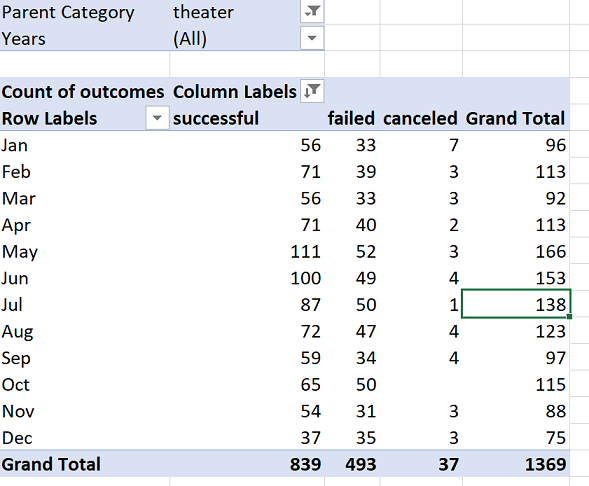 Parent Category theater
Years (All)
Count of outcomes Column Labels
Row Labels successful failed canceled Grand Total
Jan 56 33 7 96
Feb 71 39 3 113
Mar 56 33 3 92
Apr 71 40 2 113
May 111 52 3 166
Jun 100 49 4 153
Jul 87 50 1 138
Aug 72 47 4 123
Sep 59 34 4 97
Oct 65 50 115
Nov 54 31 3 88
Dec 37 35 3 75
Grand Total 839 493 37 1369